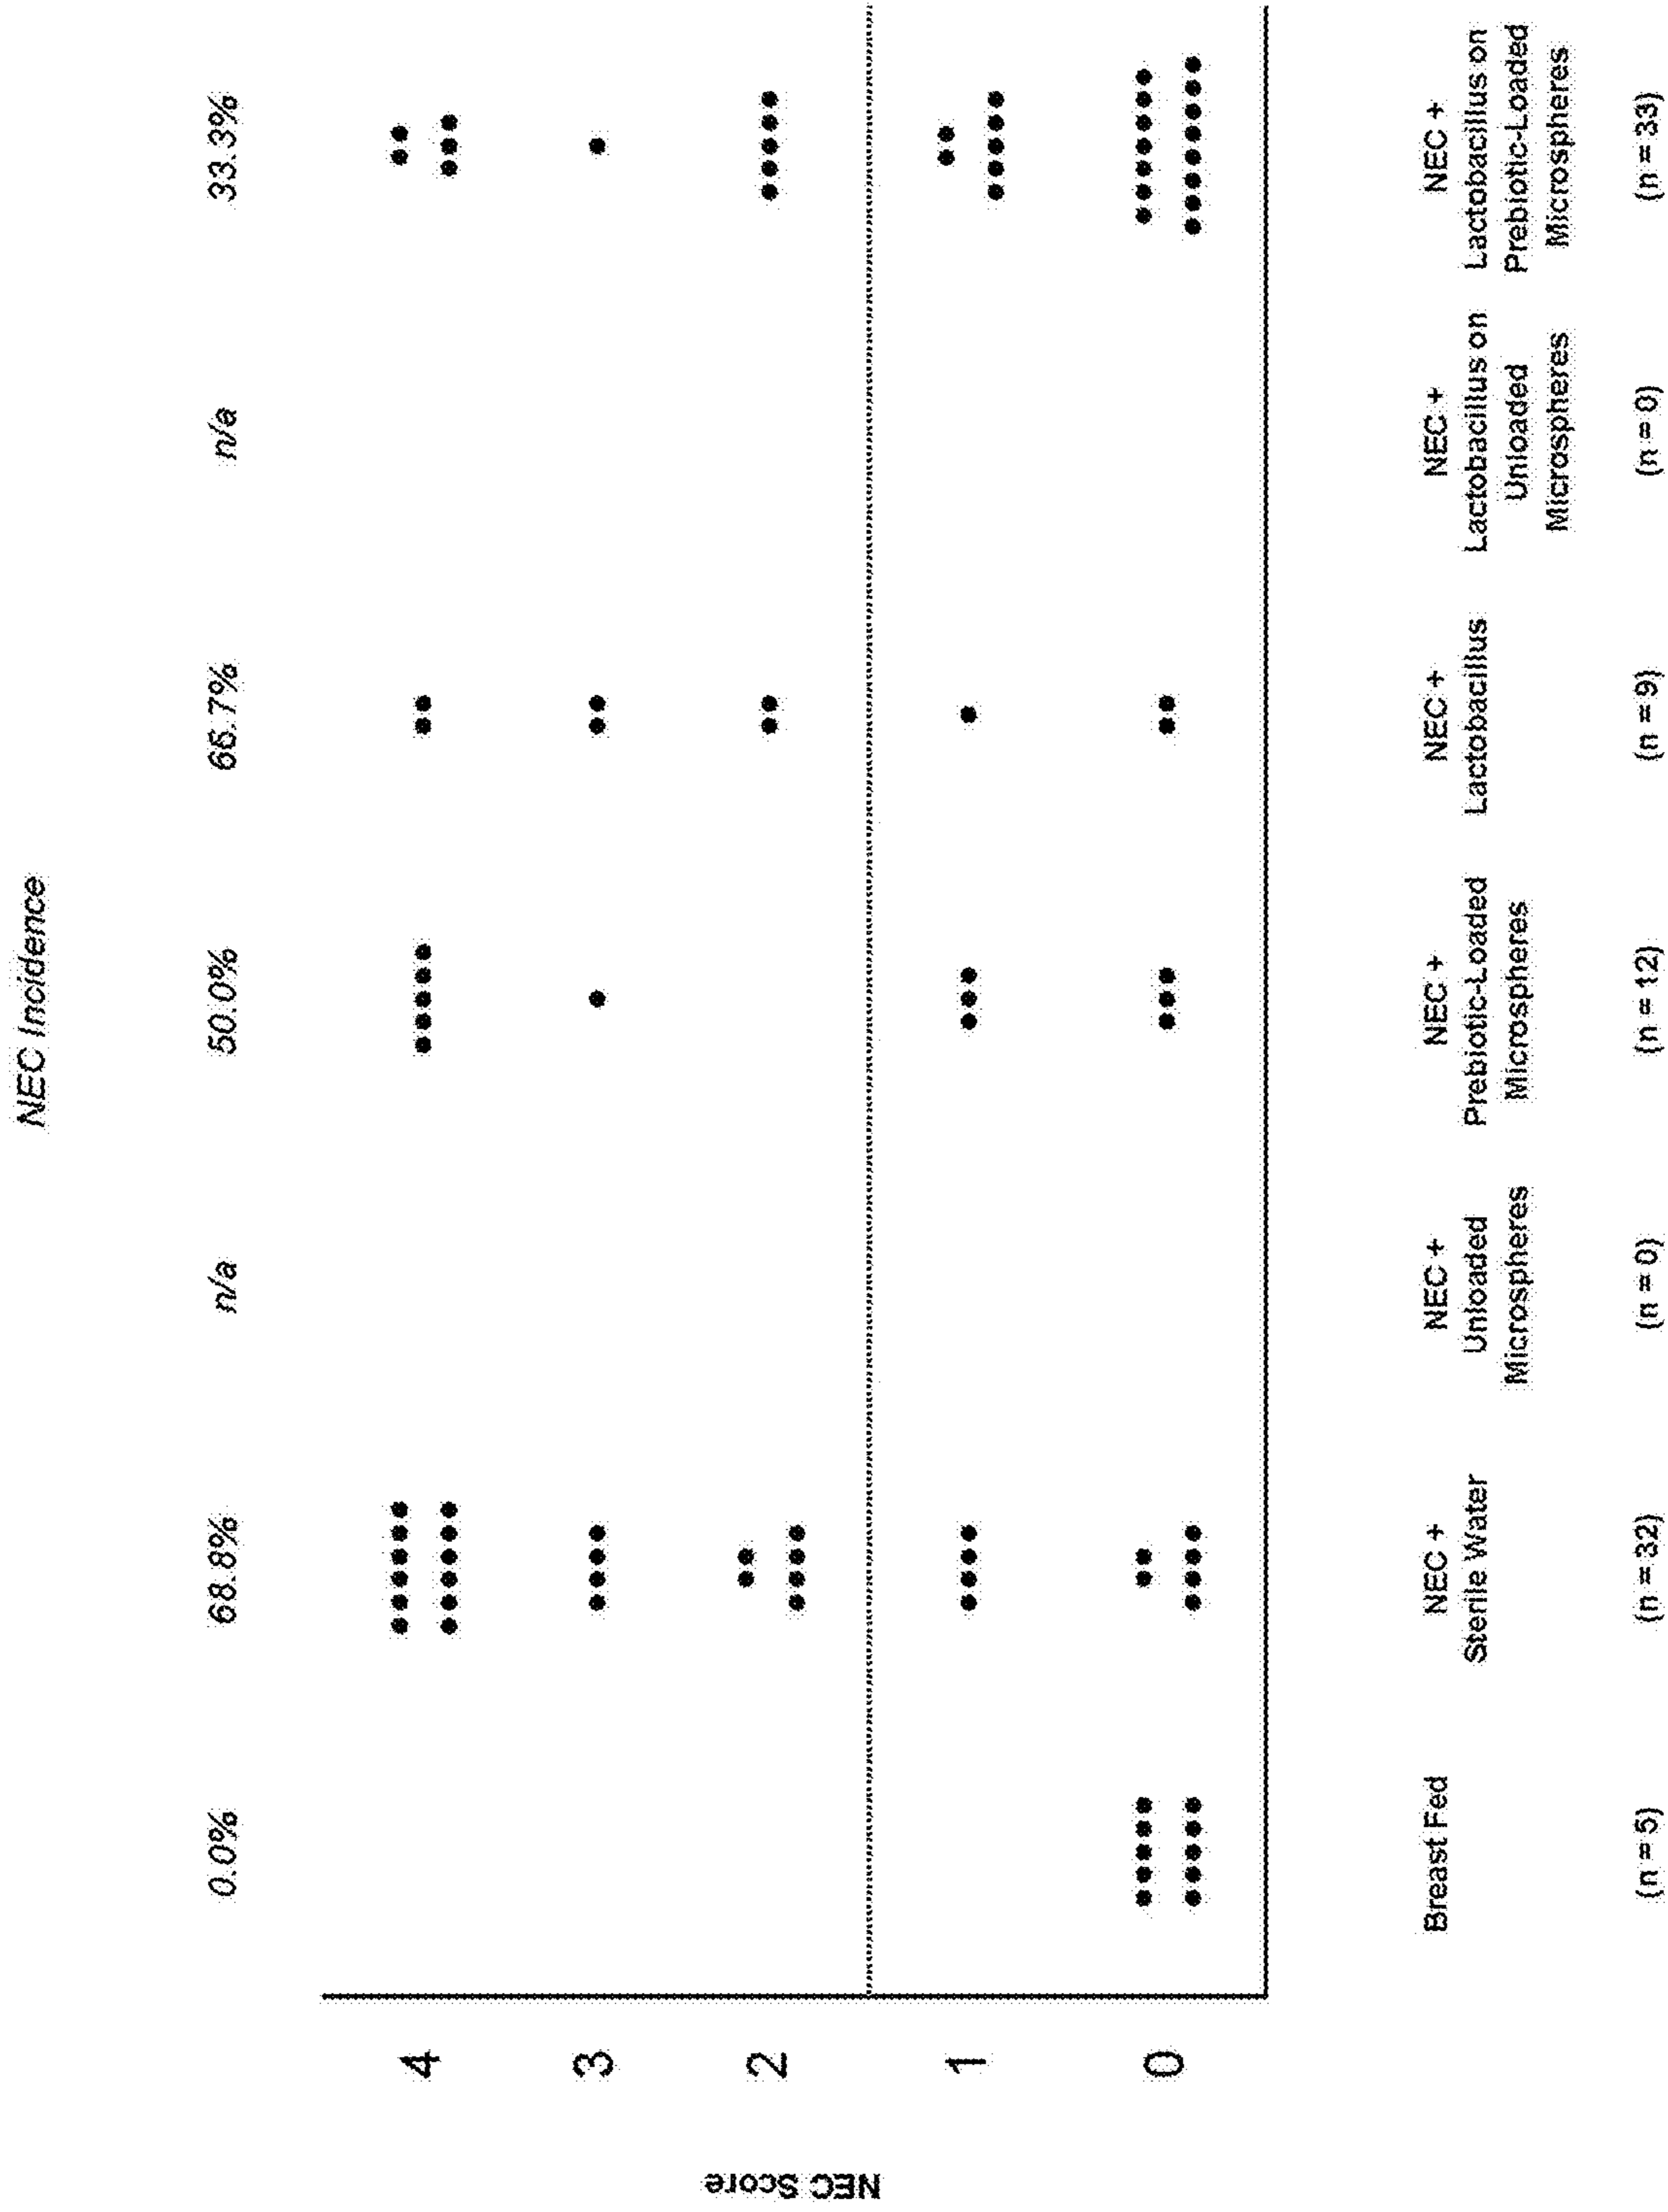 NEC Incidence
0.0%
68.8%
n/a
50.0%
66.7%
n/a
33.3%
NEC Score
4
3
2
1
0
Breast Fed
(n = 5)
NEC +
Sterile Water
(n = 32)
NEC +
Unloaded
Microspheres
(n = 0)
NEC +
Prebiotic-Loaded
Microspheres
(n = 12)
NEC +
Lactobacillus
(n = 9)
NEC +
Lactobacillus on
Unloaded
Microspheres
(n = 0)
NEC +
Lactobacillus on
Prebiotic-Loaded
Microspheres
(n = 33)